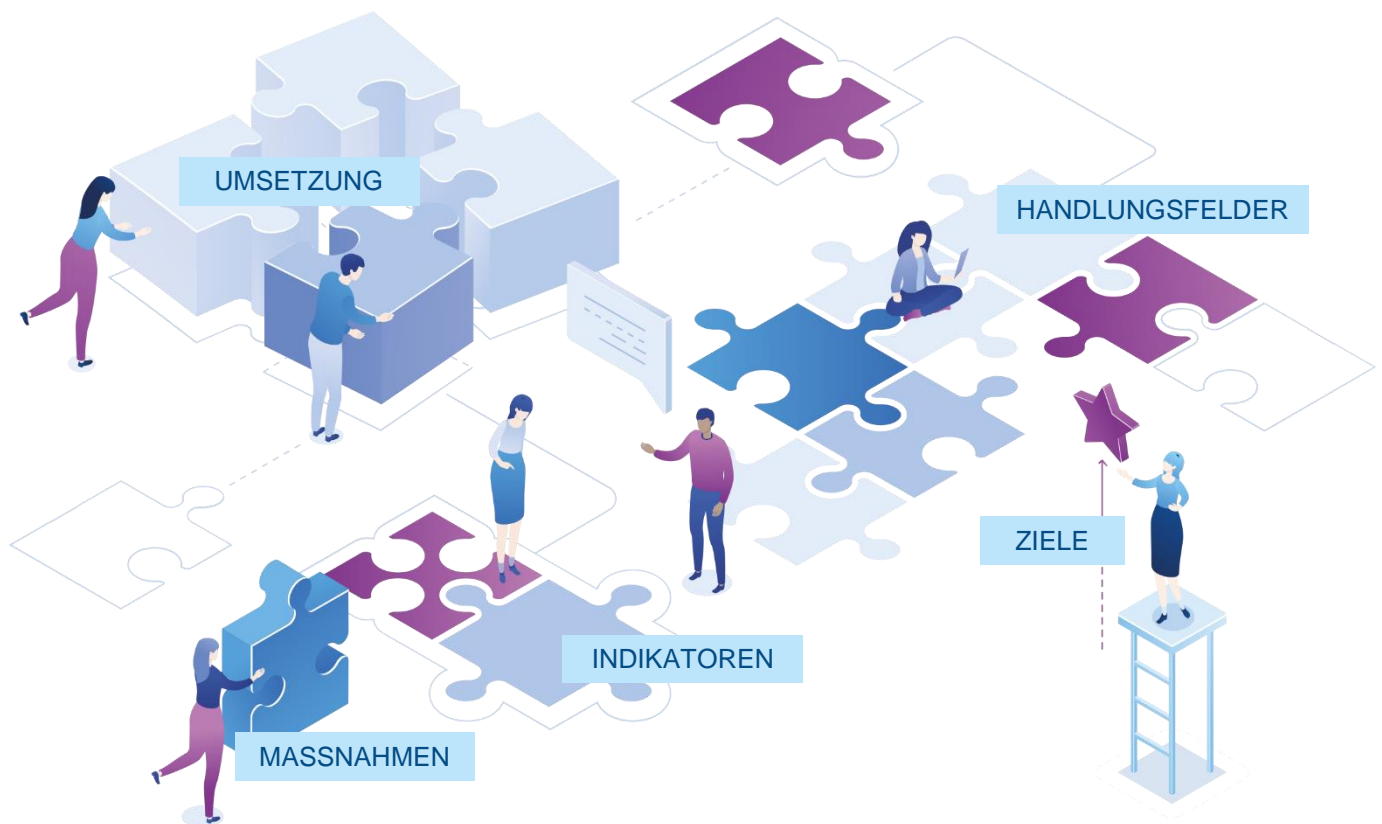 UMSETZUNG
HANDLUNGSFELDER
ZIELE
INDIKATOREN
MASSNAHMEN